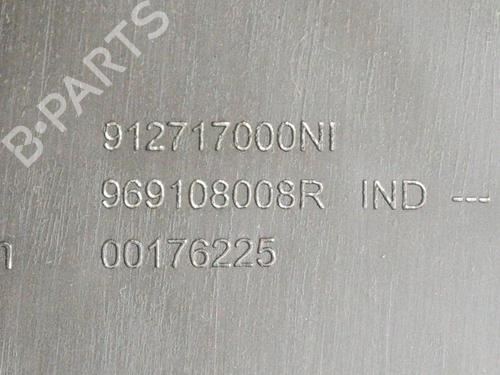 B-PARTS
912717000NI
969108008R IND ---
00176225